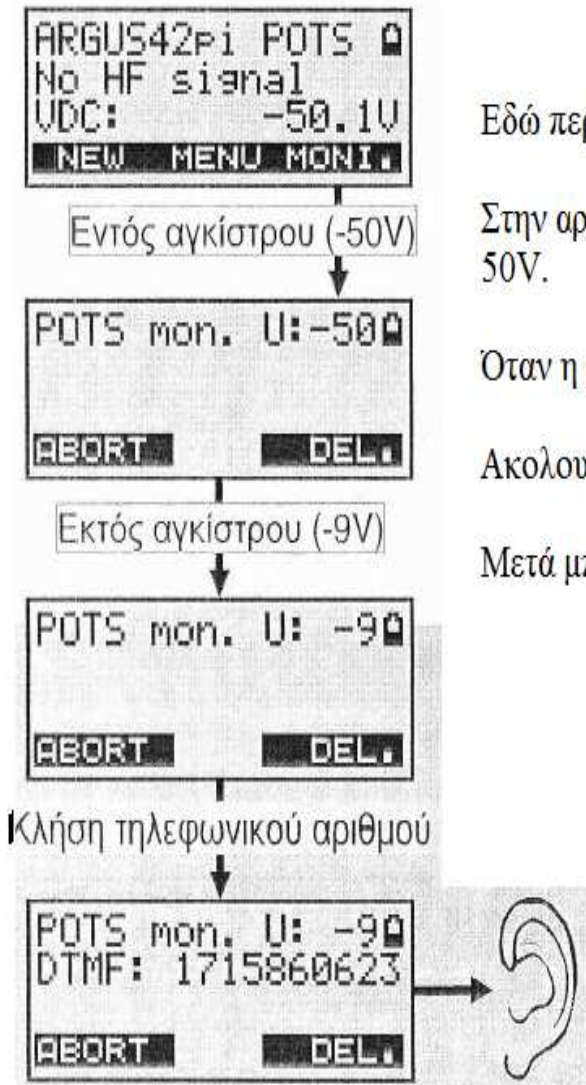 ARGUS42pi POTS
No HF signal
VDC: -50.1V
NEW MENU MONI.
Εντός αγκίστρου (-50V)
POTS mon. U:-50
ABORT DEL.
Εκτός αγκίστρου (-9V)
POTS mon. U: -9
ABORT DEL.
Κλήση τηλεφωνικού αριθμού
POTS mon. U: -9
DTMF: 1715860623
ABORT DEL.
Εδώ περ
Στην αρ
50V.
Όταν η
Ακολου
Μετά μπ